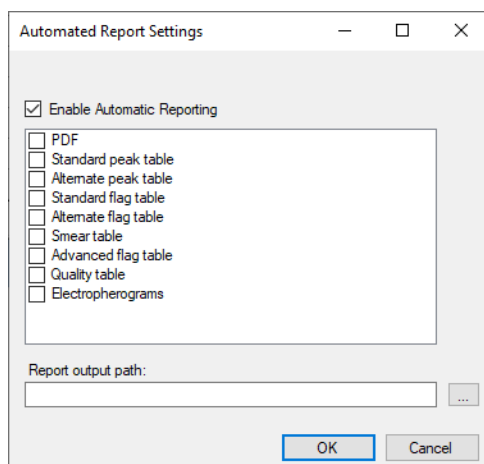 Automated Report Settings
Enable Automatic Reporting
PDF
Standard peak table
Alternate peak table
Standard flag table
Alternate flag table
Smear table
Advanced flag table
Quality table
Electropherograms
Report output path:
...
OK Cancel